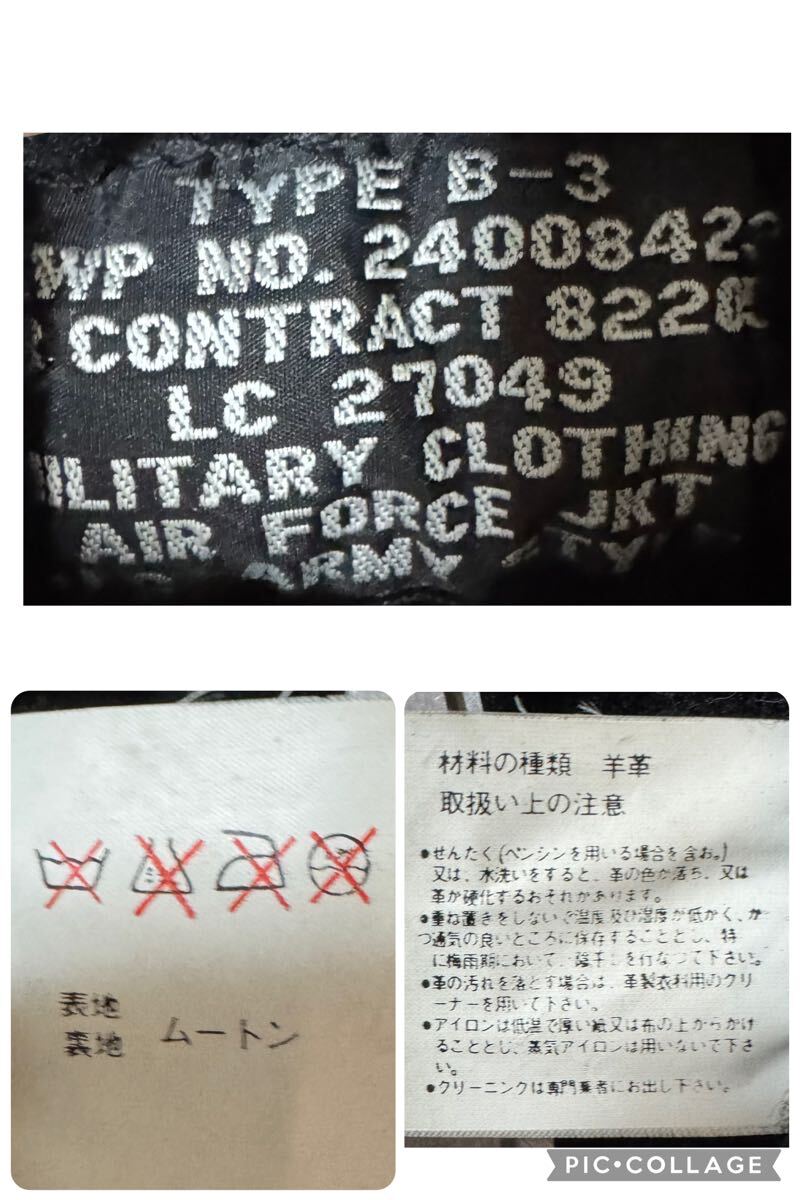 TYPE B-3
WP NO. 2400842
CONTRACT 8220
LC 27049
MILITARY CLOTHING
AIR FORCE JKT
ARMY
表地
裏地 ムートン
材料の種類 羊革
取扱い上の注意
●せんたく(ベンジンを用いる場合を含む。)
又は、水洗いをすると、革の色が落ち、又は
革が硬化するおそれがあります。
●重ね置きをしないで温度及び湿度が低かく、か
つ通気の良いところに保存することとし、特
に梅雨期において、陰干しを行なつて下さい。
●革の汚れを落とす場合は、革製衣料用のクリ
ーナーを用いて下さい。
●アイロンは低温で厚い紙又は布の上からかけ
ることとし、蒸気アイロンは用いないで下さ
い。
●クリーニングは専門業者にお出し下さい。
PIC•COLLAGE